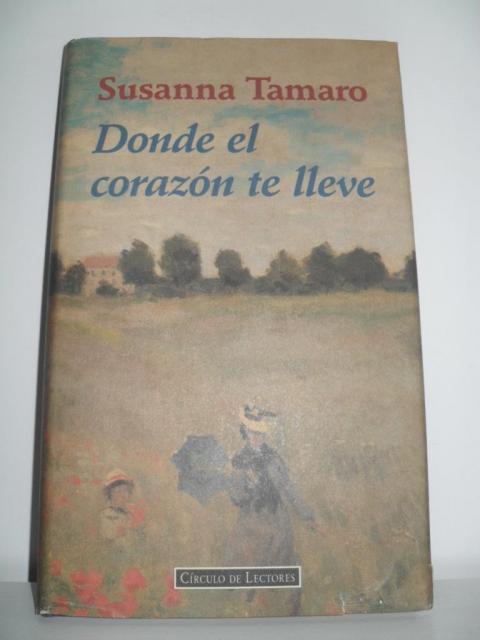 Susanna Tamaro
Donde el
corazón te lleve
CÍRCULO DE LECTORES